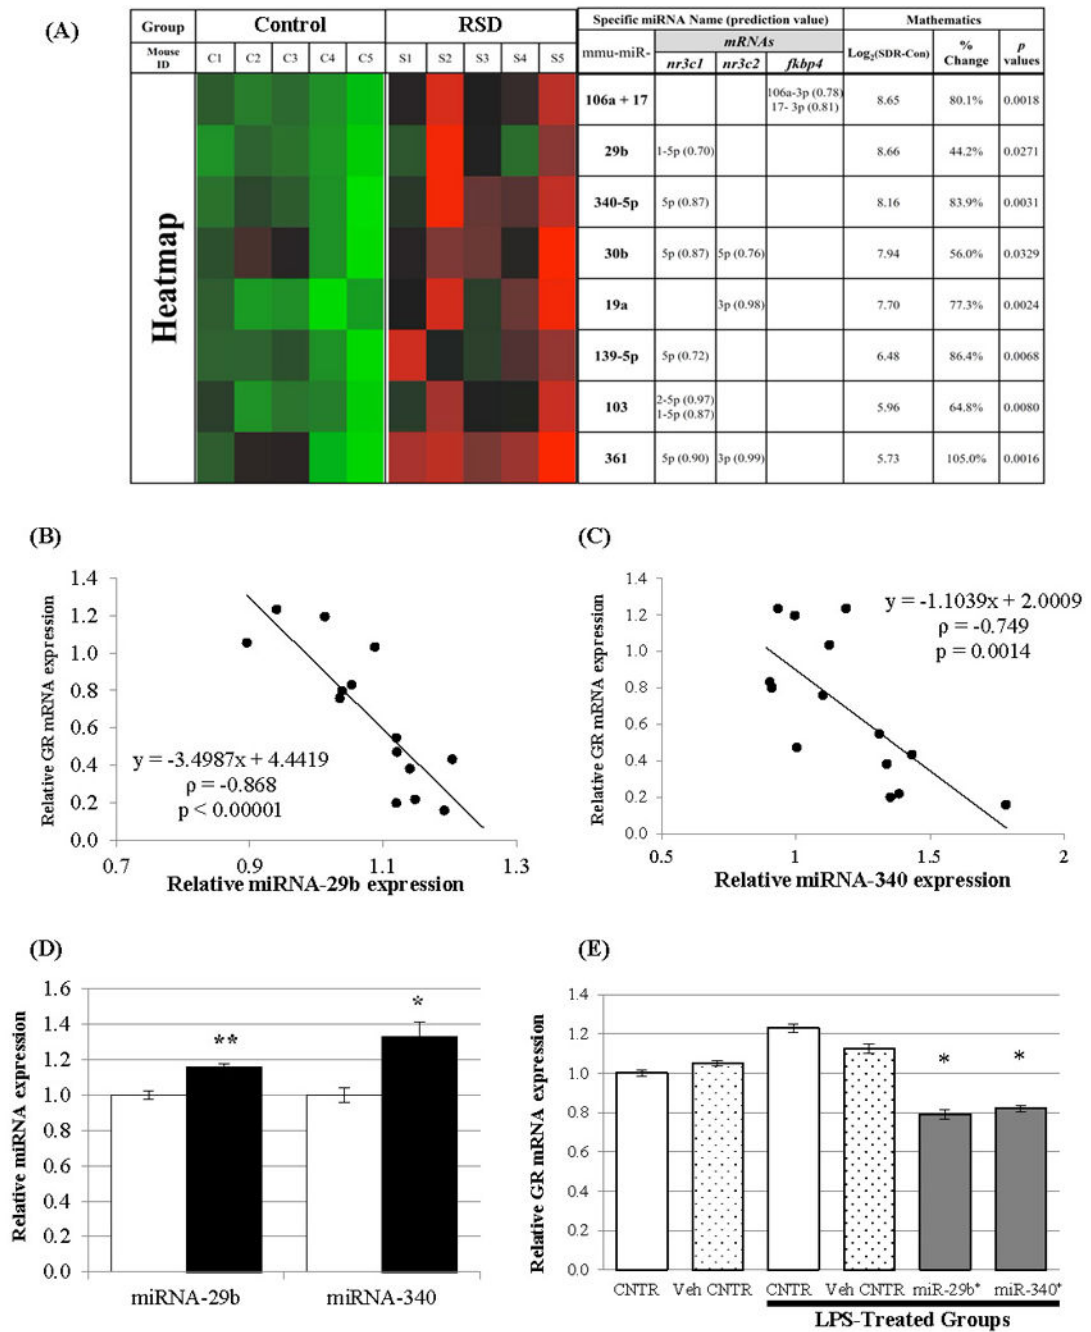 (A)
Group Control RSD Specific miRNA Name (prediction value) Mathematics
Mouse ID C1 C2 C3 C4 C5 S1 S2 S3 S4 S5 mmu-miR- mRNAs Log2(SDR-Con) % Change p values
nr3c1 nr3c2 fkbp4
Heatmap
106a + 17 106a-3p (0.78) 17- 3p (0.81) 8.65 80.1% 0.0018
29b 1-5p (0.70) 8.66 44.2% 0.0271
340-5p 5p (0.87) 8.16 83.9% 0.0031
30b 5p (0.87) 5p (0.76) 7.94 56.0% 0.0329
19a 3p (0.98) 7.70 77.3% 0.0024
139-5p 5p (0.72) 6.48 86.4% 0.0068
103 2-5p (0.97) 1-5p (0.87) 5.96 64.8% 0.0080
361 5p (0.90) 3p (0.99) 5.73 105.0% 0.0016
(B)
Relative GR mRNA expression
1.4
1.2
1.0
0.8
0.6
0.4
0.2
0.0
y = -3.4987x + 4.4419
ρ = -0.868
p < 0.00001
0.7 0.9 1.1 1.3
Relative miRNA-29b expression
(C)
Relative GR mRNA expression
1.4
1.2
1.0
0.8
0.6
0.4
0.2
0.0
y = -1.1039x + 2.0009
ρ = -0.749
p = 0.0014
0.5 1 1.5 2
Relative miRNA-340 expression
(D)
Relative miRNA expression
1.6
1.4
1.2
1.0
0.8
0.6
0.4
0.2
0.0
**
*
miRNA-29b miRNA-340
(E)
Relative GR mRNA expression
1.4
1.2
1.0
0.8
0.6
0.4
0.2
0.0
* *
CNTR Veh CNTR CNTR Veh CNTR miR-29b* miR-340*
LPS-Treated Groups